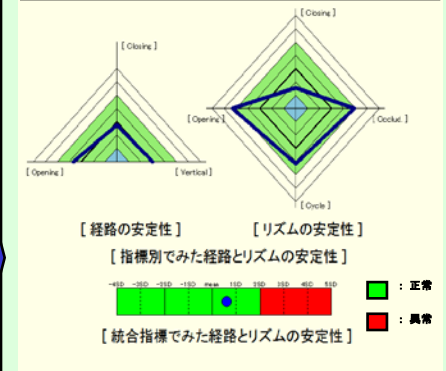 [ Closing ]
[ Closing ]
[ Opening ]
[ Occlud. ]
[ Opening ]
[ Vertical ]
[ Cycle ]
[ 経路の安定性 ]
[ リズムの安定性 ]
[ 指標別でみた経路とリズムの安定性 ]
-4SD -3SD -2SD -1SD mean 1SD 2SD 3SD 4SD 5SD
: 正常
: 異常
[ 統合指標でみた経路とリズムの安定性 ]